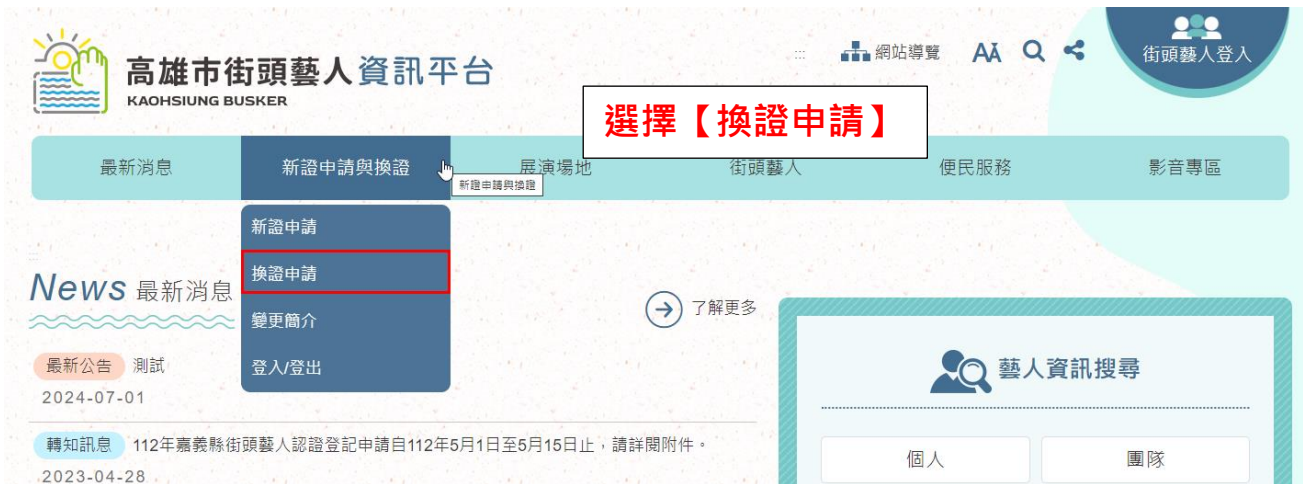 高雄市街頭藝人資訊平台
KAOHSIUNG BUSKER
:::
網站導覽
AÄ
街頭藝人登入
選擇【換證申請】
最新消息
新證申請與換證
展演場地
街頭藝人
便民服務
影音專區
新證申請與換證
新證申請
換證申請
變更簡介
登入/登出
:::
News 最新消息
了解更多
最新公告 測試
2024-07-01
轉知訊息 112年嘉義縣街頭藝人認證登記申請自112年5月1日至5月15日止，請詳閱附件。
2023-04-28
藝人資訊搜尋
個人
團隊